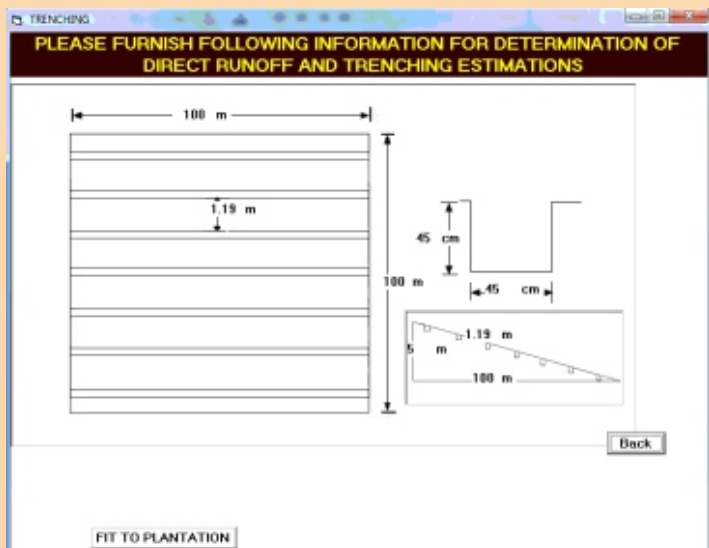 TRENCHING
PLEASE FURNISH FOLLOWING INFORMATION FOR DETERMINATION OF
DIRECT RUNOFF AND TRENCHING ESTIMATIONS
100 m
1.19 m
100 m
45 cm
45 cm
1.19 m
5 m
100 m
Back
FIT TO PLANTATION